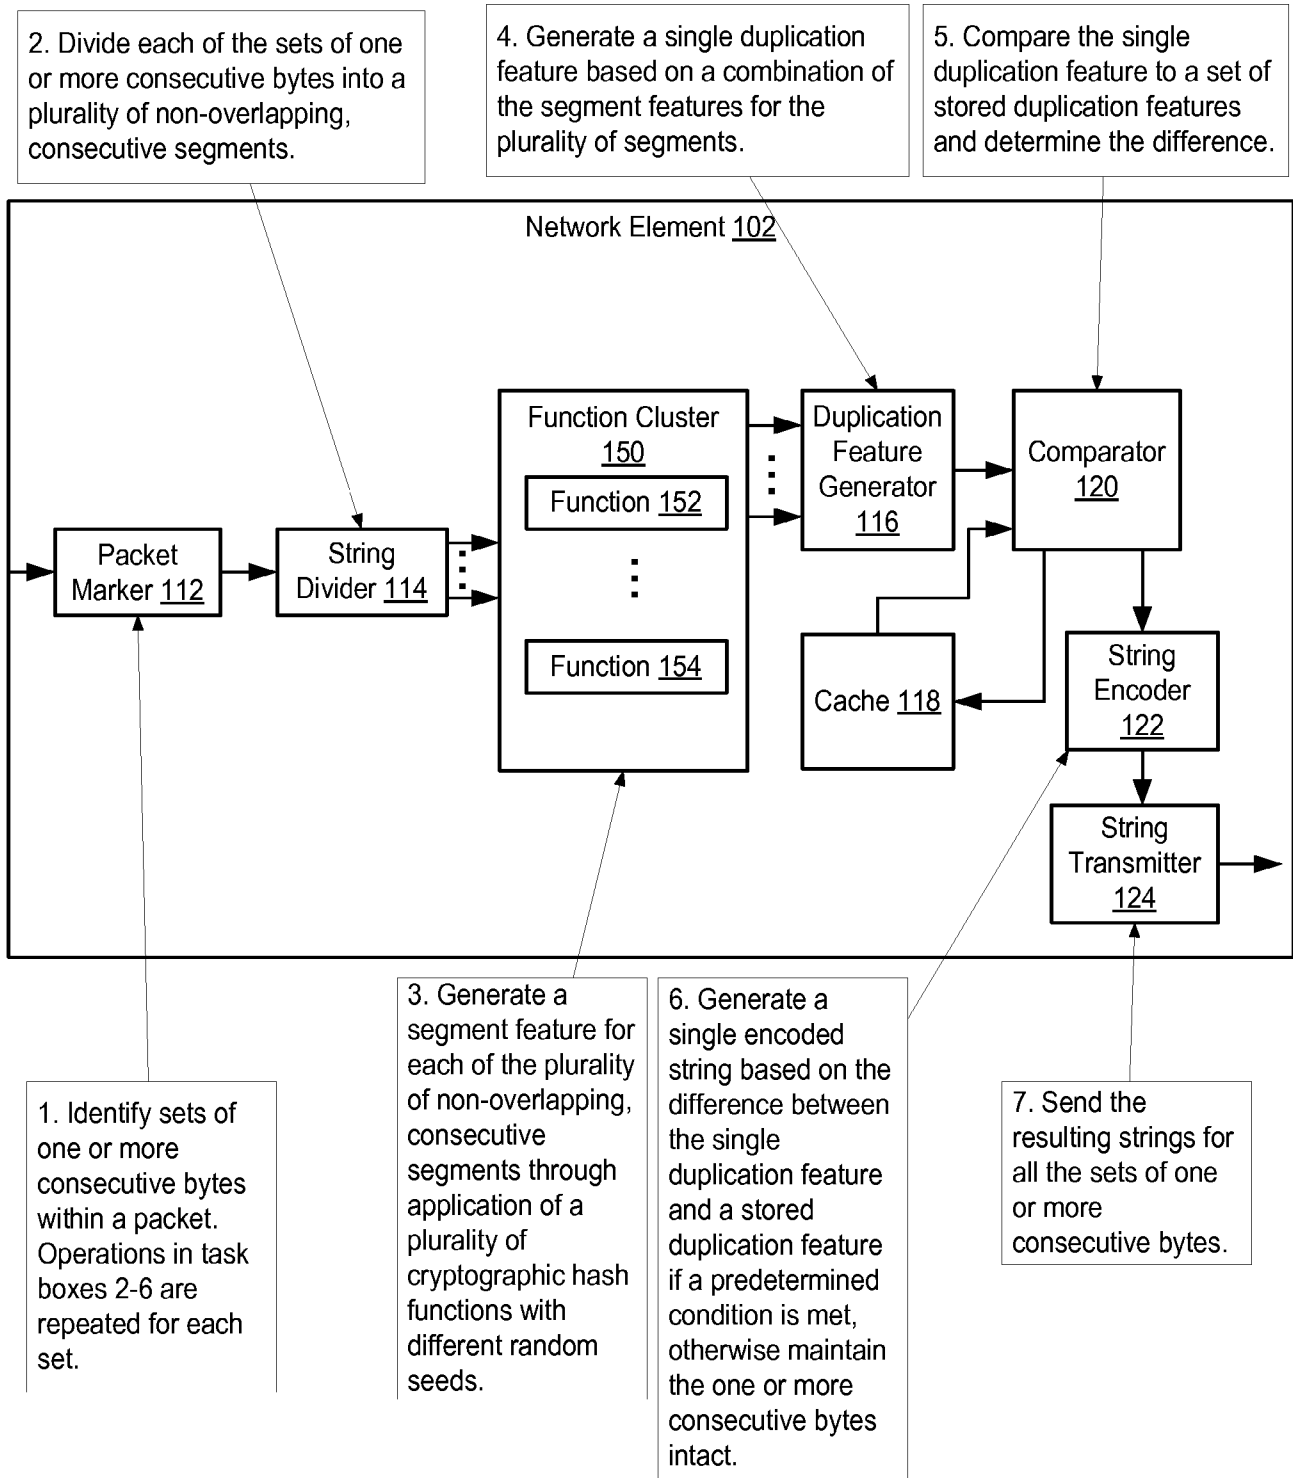 2. Divide each of the sets of one
or more consecutive bytes into a
plurality of non-overlapping,
consecutive segments.
4. Generate a single duplication
feature based on a combination of
the segment features for the
plurality of segments.
5. Compare the single
duplication feature to a set of
stored duplication features
and determine the difference.
Network Element 102
Packet
Marker 112
String
Divider 114
Function Cluster
150
Function 152
Function 154
Duplication
Feature
Generator
116
Comparator
120
Cache 118
String
Encoder
122
String
Transmitter
124
1. Identify sets of
one or more
consecutive bytes
within a packet.
Operations in task
boxes 2-6 are
repeated for each
set.
3. Generate a
segment feature for
each of the plurality
of non-overlapping,
consecutive
segments through
application of a
plurality of
cryptographic hash
functions with
different random
seeds.
6. Generate a
single encoded
string based on the
difference between
the single
duplication feature
and a stored
duplication feature
if a predetermined
condition is met,
otherwise maintain
the one or more
consecutive bytes
intact.
7. Send the
resulting strings for
all the sets of one
or more
consecutive bytes.